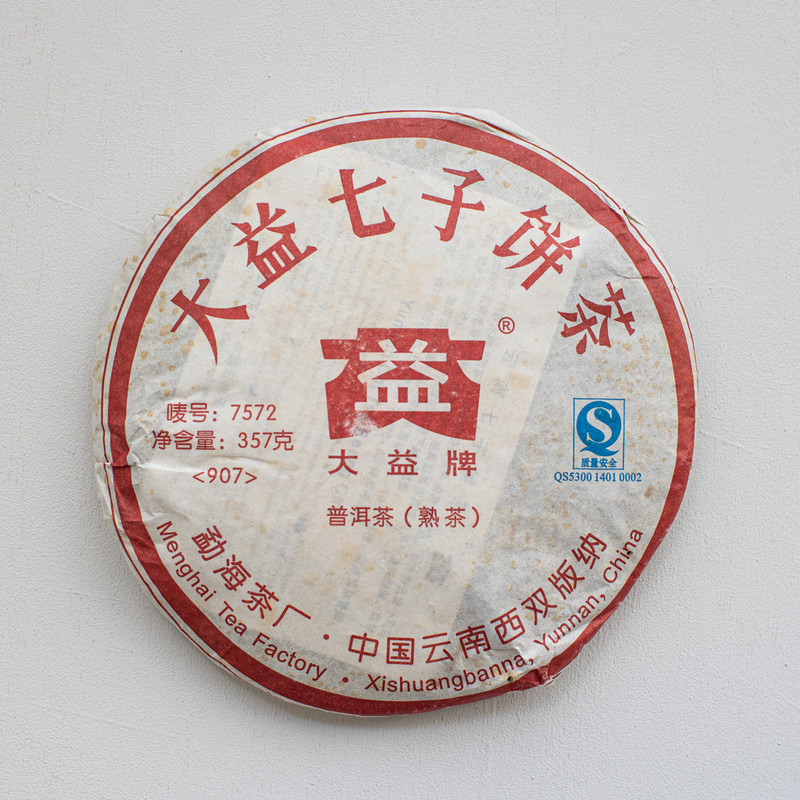 大益七子饼茶
益
®
大益牌
普洱茶（熟茶）
唛号：7572
净含量：357克
<907>
质量安全
QS5300 1401 0002
勐海茶厂·中国云南西双版纳
Menghai Tea Factory · Xishuangbanna, Yunnan, China